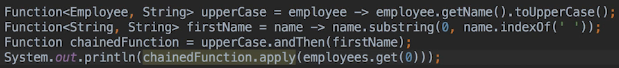 Function<Employee, String> upperCase = employee -> employee.getName().toUpperCase();
Function<String, String> firstName = name -> name.substring(0, name.indexOf(' '));
Function chainedFunction = upperCase.andThen(firstName);
System.out.println(chainedFunction.apply(employees.get(0)));